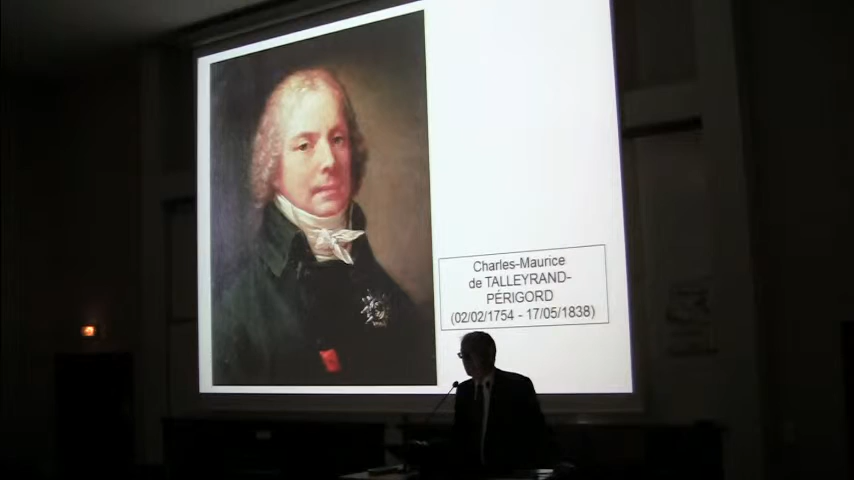 Charles-Maurice
de TALLEYRAND-
PÉRIGORD
(02/02/1754 - 17/05/1838)